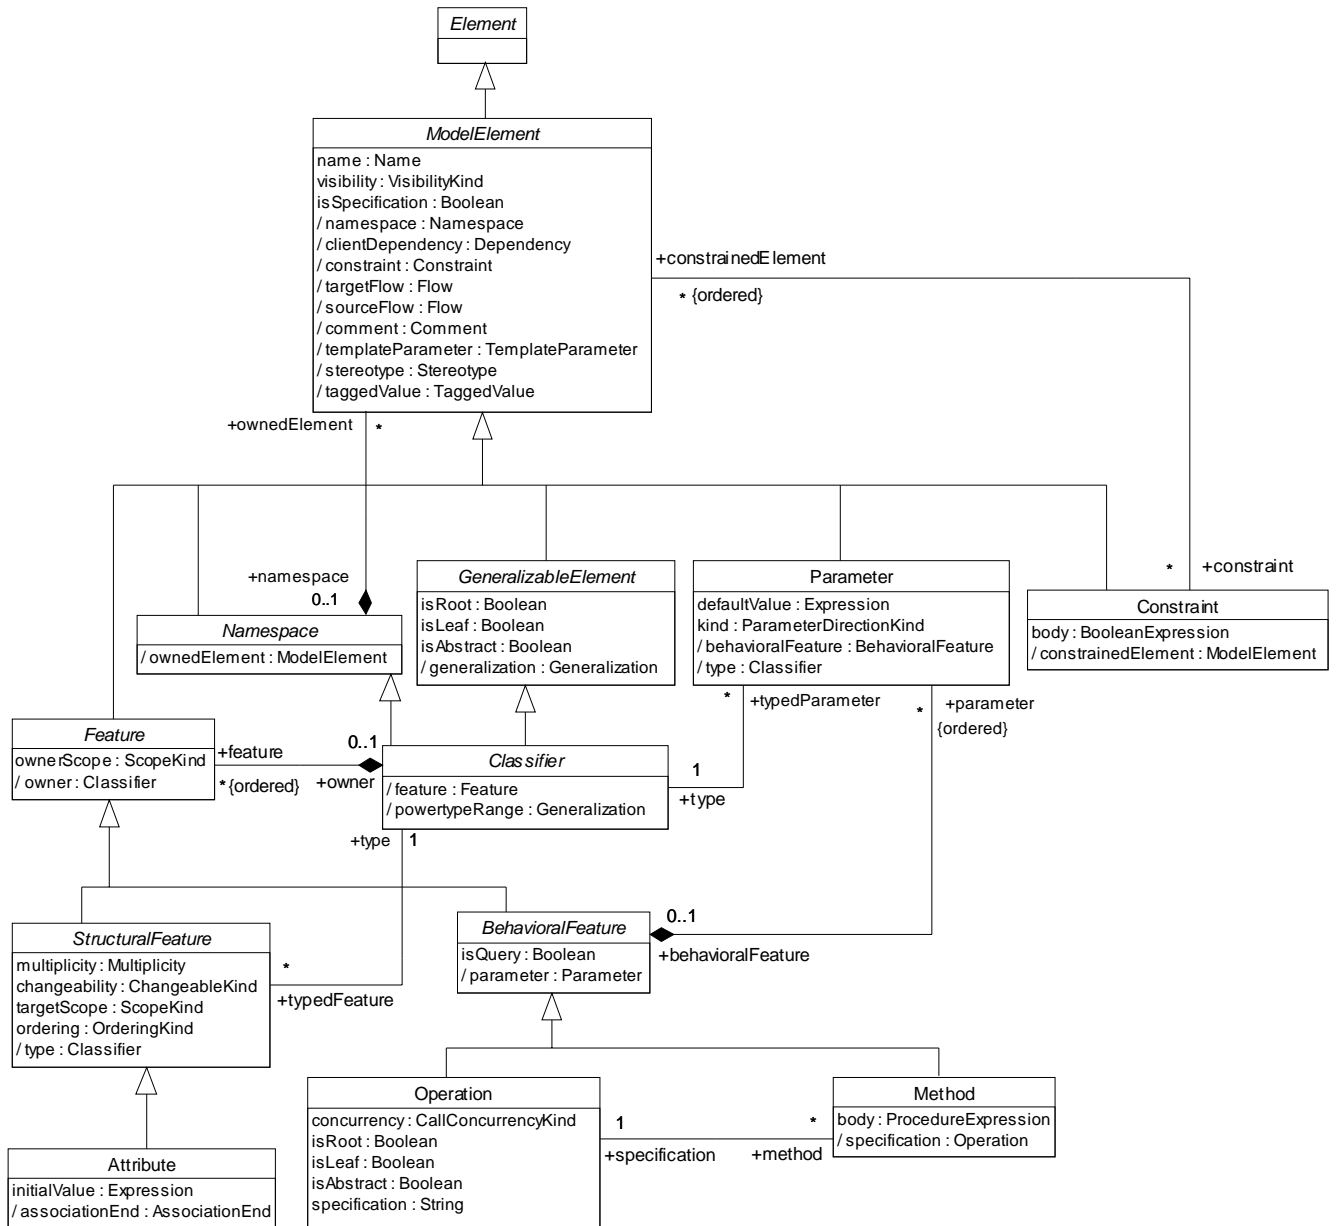 Element
ModelElement
name : Name
visibility : VisibilityKind
isSpecification : Boolean
/ namespace : Namespace
/ clientDependency : Dependency
/ constraint : Constraint
/ targetFlow : Flow
/ sourceFlow : Flow
/ comment : Comment
/ templateParameter : TemplateParameter
/ stereotype : Stereotype
/ taggedValue : TaggedValue
+constrainedElement
* {ordered}
+ownedElement
*
+namespace
0..1
* +constraint
Namespace
/ ownedElement : ModelElement
GeneralizableElement
isRoot : Boolean
isLeaf : Boolean
isAbstract : Boolean
/ generalization : Generalization
Parameter
defaultValue : Expression
kind : ParameterDirectionKind
/ behavioralFeature : BehavioralFeature
/ type : Classifier
Constraint
body : BooleanExpression
/ constrainedElement : ModelElement
*
+typedParameter
*
+parameter
{ordered}
Feature
ownerScope : ScopeKind
/ owner : Classifier
+feature
* {ordered}
0..1
+owner
Classifier
/ feature : Feature
/ powertypeRange : Generalization
1
+type
+type 1
StructuralFeature
multiplicity : Multiplicity
changeability : ChangeableKind
targetScope : ScopeKind
ordering : OrderingKind
/ type : Classifier
*
+typedFeature
BehavioralFeature
isQuery : Boolean
/ parameter : Parameter
0..1
+behavioralFeature
Attribute
initialValue : Expression
/ associationEnd : AssociationEnd
Operation
concurrency : CallConcurrencyKind
isRoot : Boolean
isLeaf : Boolean
isAbstract : Boolean
specification : String
1
+specification
*
+method
Method
body : ProcedureExpression
/ specification : Operation